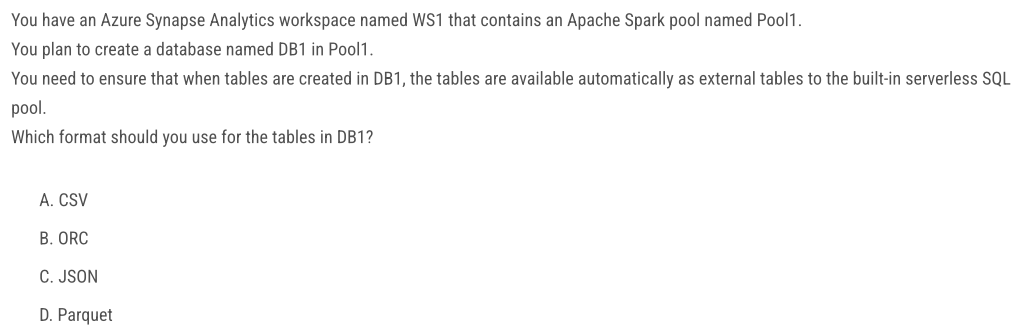 You have an Azure Synapse Analytics workspace named WS1 that contains an Apache Spark pool named Pool1.
You plan to create a database named DB1 in Pool1.
You need to ensure that when tables are created in DB1, the tables are available automatically as external tables to the built-in serverless SQL
pool.
Which format should you use for the tables in DB1?
A. CSV
B. ORC
C. JSON
D. Parquet